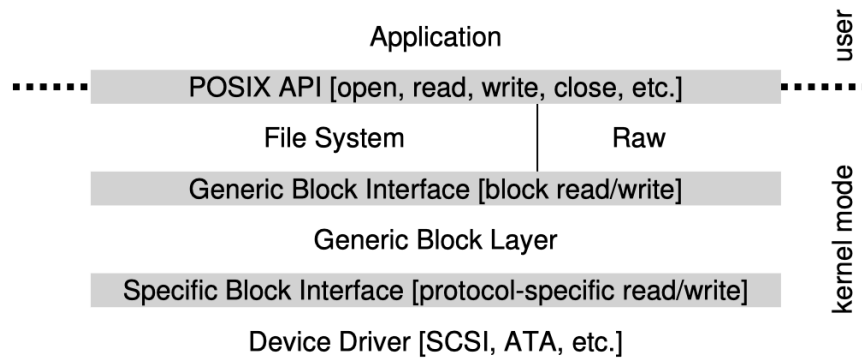 Application
user
POSIX API [open, read, write, close, etc.]
File System
Raw
Generic Block Interface [block read/write]
Generic Block Layer
kernel mode
Specific Block Interface [protocol-specific read/write]
Device Driver [SCSI, ATA, etc.]